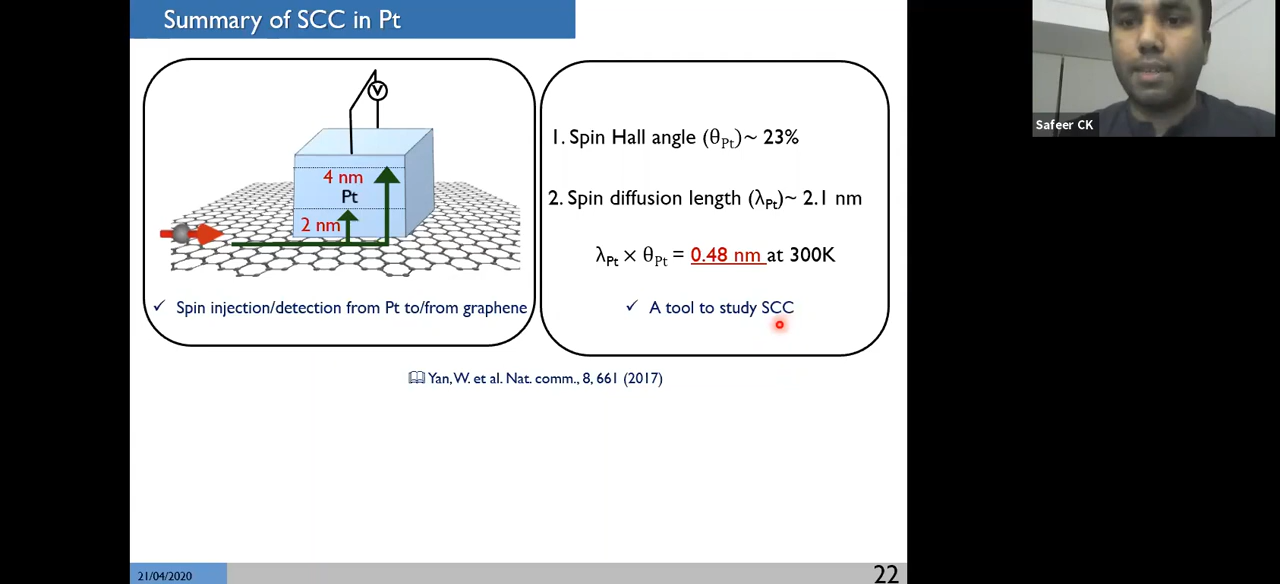 Summary of SCC in Pt
V
4 nm
Pt
2 nm
✓ Spin injection/detection from Pt to/from graphene
1. Spin Hall angle (θPt)~ 23%
2. Spin diffusion length (λPt)~ 2.1 nm
λPt × θPt = 0.48 nm at 300K
✓ A tool to study SCC
Yan, W. et al. Nat. comm., 8, 661 (2017)
Safeer CK
21/04/2020
22